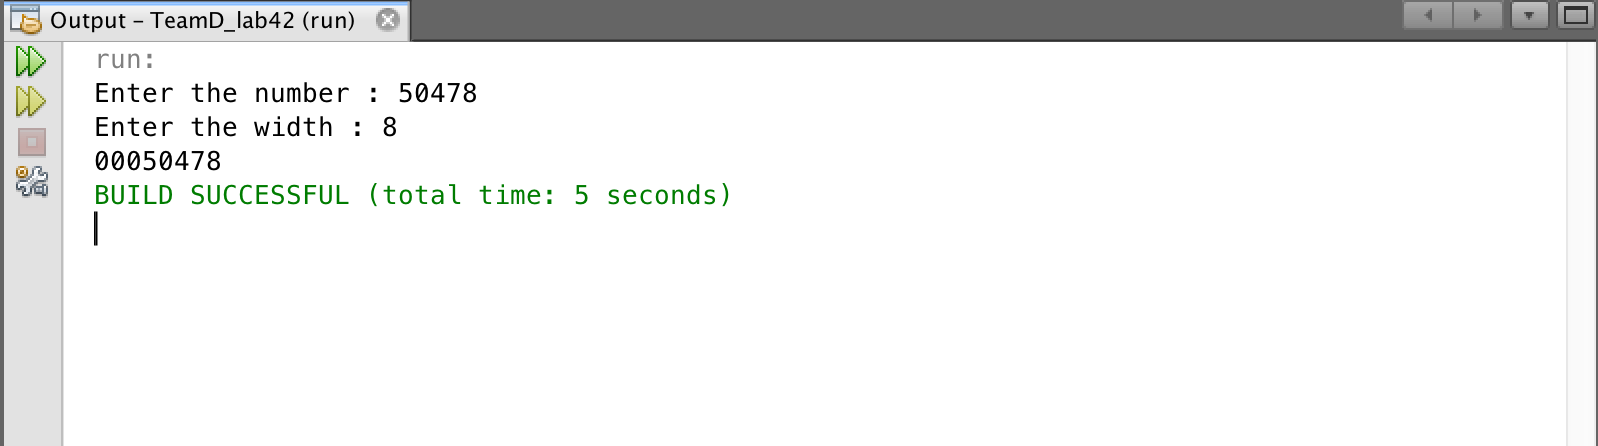 Output – TeamD_lab42 (run)
run:
Enter the number : 50478
Enter the width : 8
00050478
BUILD SUCCESSFUL (total time: 5 seconds)